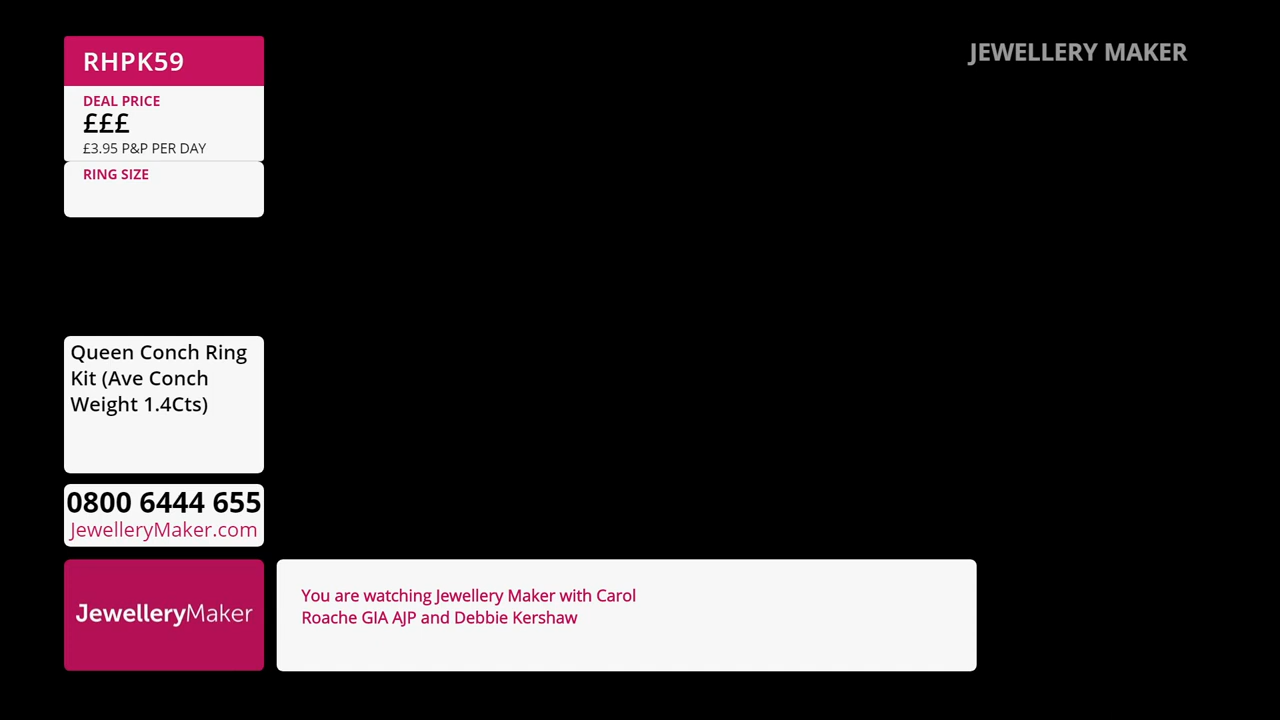 RHPK59
DEAL PRICE
£££
£3.95 P&P PER DAY
RING SIZE
JEWELLERY MAKER
Queen Conch Ring
Kit (Ave Conch
Weight 1.4Cts)
0800 6444 655
JewelleryMaker.com
JewelleryMaker
You are watching Jewellery Maker with Carol
Roache GIA AJP and Debbie Kershaw